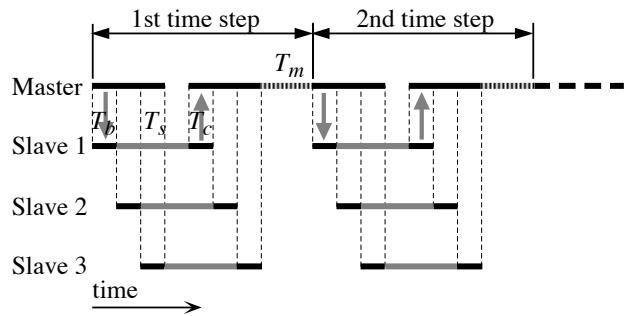 1st time step
2nd time step
T_m
Master
T_b
T_s
T_c
Slave 1
Slave 2
Slave 3
time